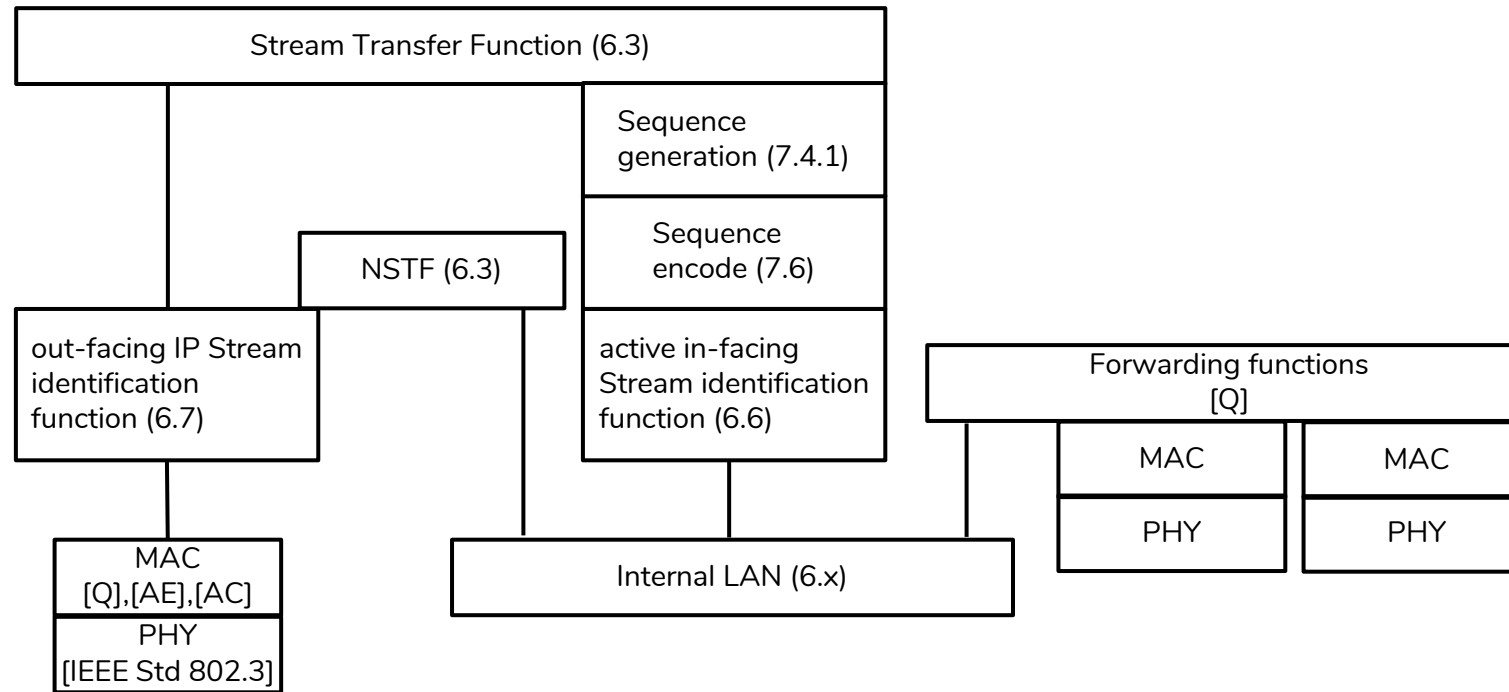 Stream Transfer Function (6.3)
Sequence
generation (7.4.1)
Sequence
encode (7.6)
NSTF (6.3)
out-facing IP Stream
identification
function (6.7)
active in-facing
Stream identification
function (6.6)
Forwarding functions
[Q]
MAC
MAC
PHY
PHY
MAC
[Q],[AE],[AC]
PHY
[IEEE Std 802.3]
Internal LAN (6.x)